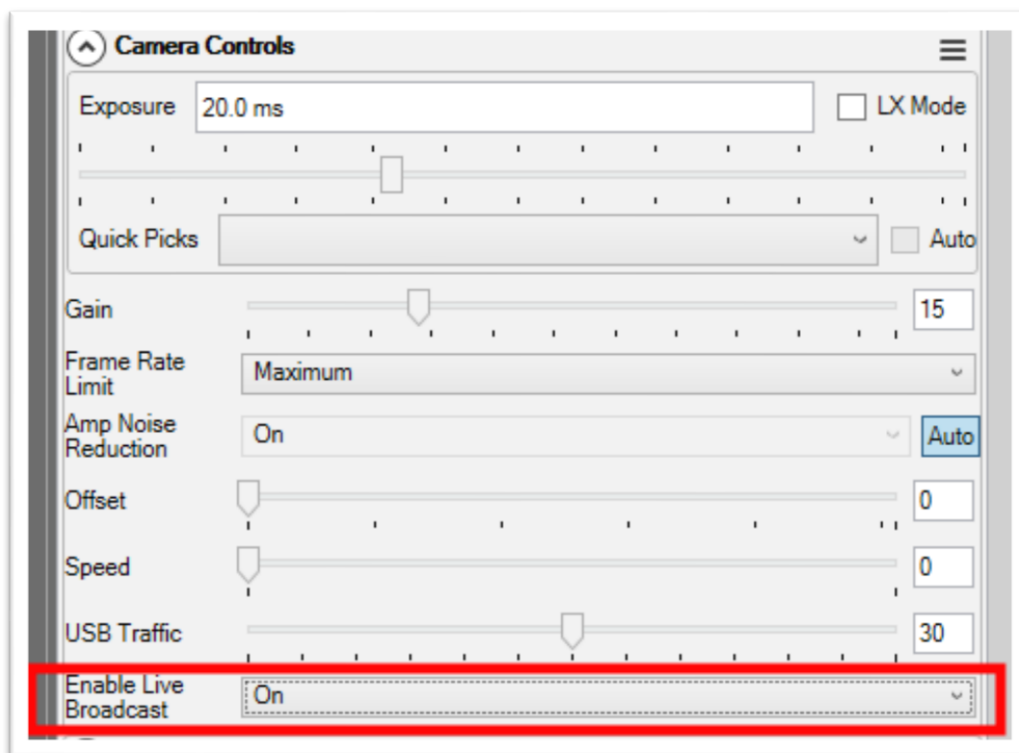 Camera Controls
Exposure 20.0 ms LX Mode
Quick Picks Auto
Gain 15
Frame Rate
Limit
Maximum
Amp Noise
Reduction
On Auto
Offset 0
Speed 0
USB Traffic 30
Enable Live
Broadcast
On